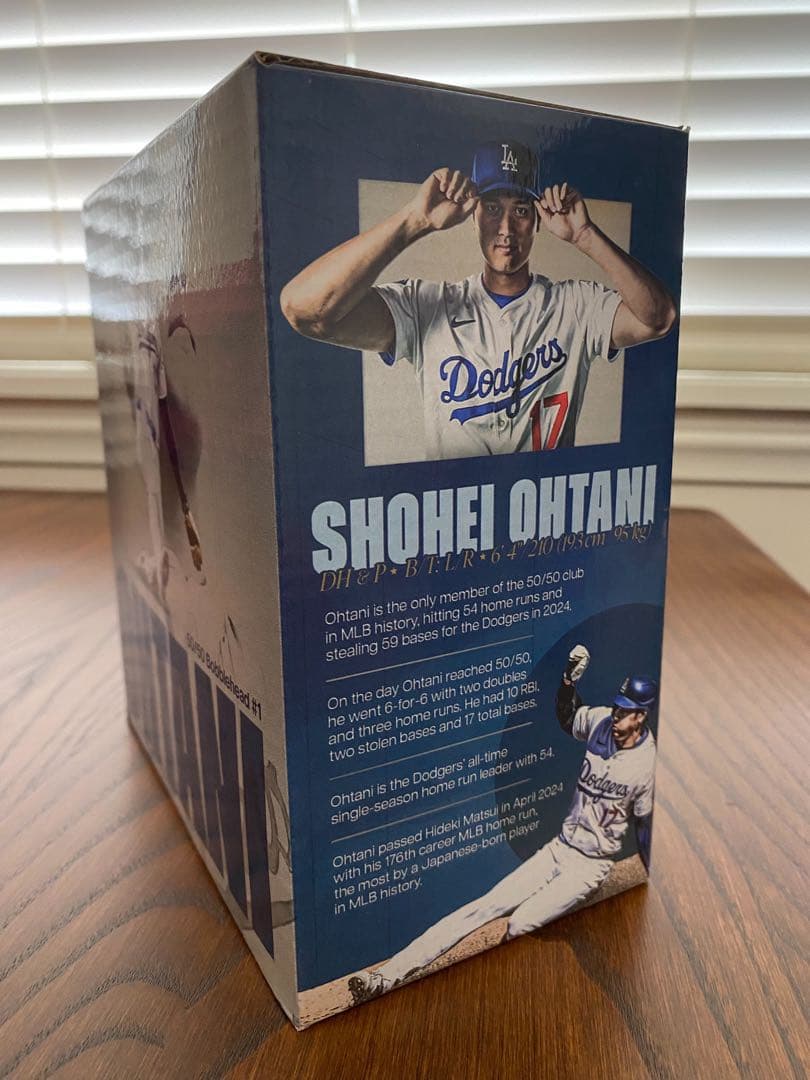 LA
Dodgers
17
SHOHEI OHTANI
DH & P ★ B/T: L/R ★ 6' 4" 210 (193 cm 95 kg)
Ohtani is the only member of the 50/50 club
in MLB history, hitting 54 home runs and
stealing 59 bases for the Dodgers in 2024.
On the day Ohtani reached 50/50,
he went 6-for-6 with two doubles
and three home runs. He had 10 RBI,
two stolen bases and 17 total bases.
Ohtani is the Dodgers' all-time
single-season home run leader with 54.
Ohtani passed Hideki Matsui in April 2024
with his 176th career MLB home run,
the most by a Japanese-born player
in MLB history.
Dodgers
17
50/50 Bobblehead #1
OHTANI